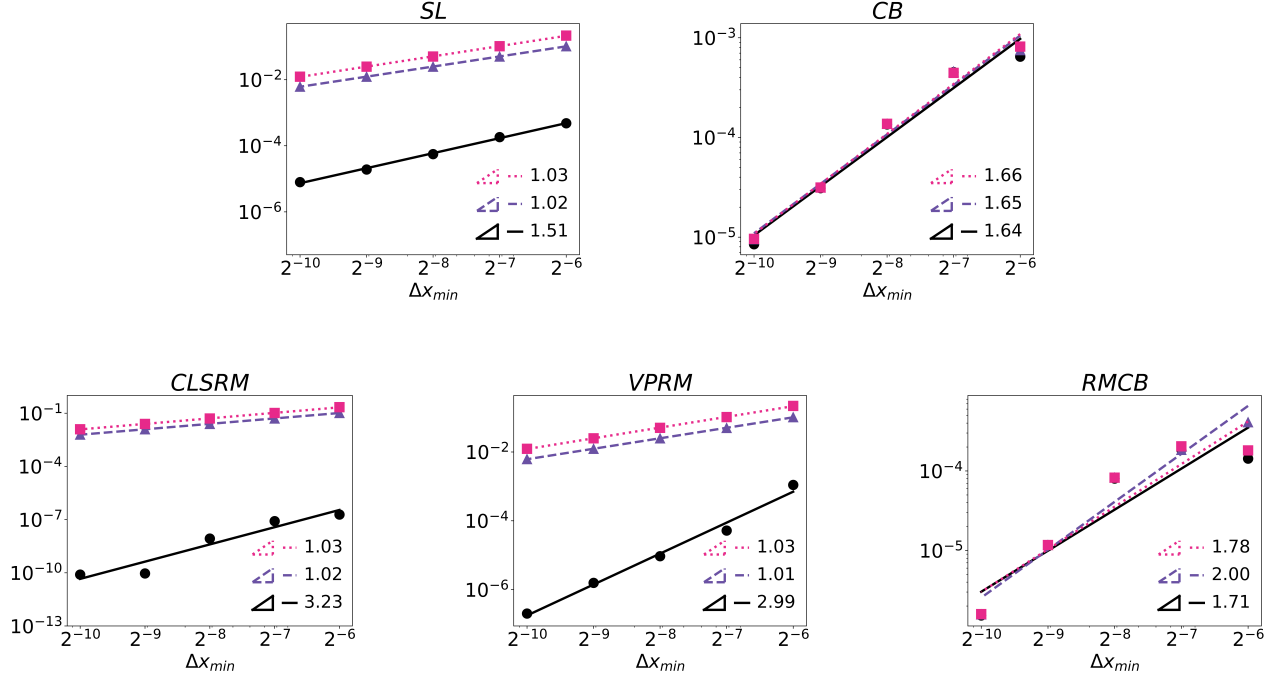 SL
10⁻²
10⁻⁴
10⁻⁶
1.03
1.02
1.51
2⁻¹⁰ 2⁻⁹ 2⁻⁸ 2⁻⁷ 2⁻⁶
Δx_min
CB
10⁻³
10⁻⁴
10⁻⁵
1.66
1.65
1.64
2⁻¹⁰ 2⁻⁹ 2⁻⁸ 2⁻⁷ 2⁻⁶
Δx_min
CLSRM
10⁻¹
10⁻⁴
10⁻⁷
10⁻¹⁰
10⁻¹³
1.03
1.02
3.23
2⁻¹⁰ 2⁻⁹ 2⁻⁸ 2⁻⁷ 2⁻⁶
Δx_min
VPRM
10⁻²
10⁻⁴
10⁻⁶
1.03
1.01
2.99
2⁻¹⁰ 2⁻⁹ 2⁻⁸ 2⁻⁷ 2⁻⁶
Δx_min
RMCB
10⁻⁴
10⁻⁵
1.78
2.00
1.71
2⁻¹⁰ 2⁻⁹ 2⁻⁸ 2⁻⁷ 2⁻⁶
Δx_min